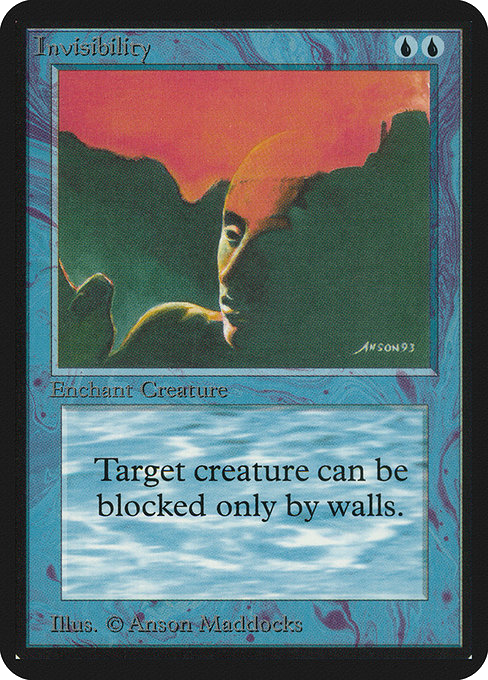 Invisibility
ANSON93
Enchant Creature
Target creature can be
blocked only by walls.
Illus. © Anson Maddocks